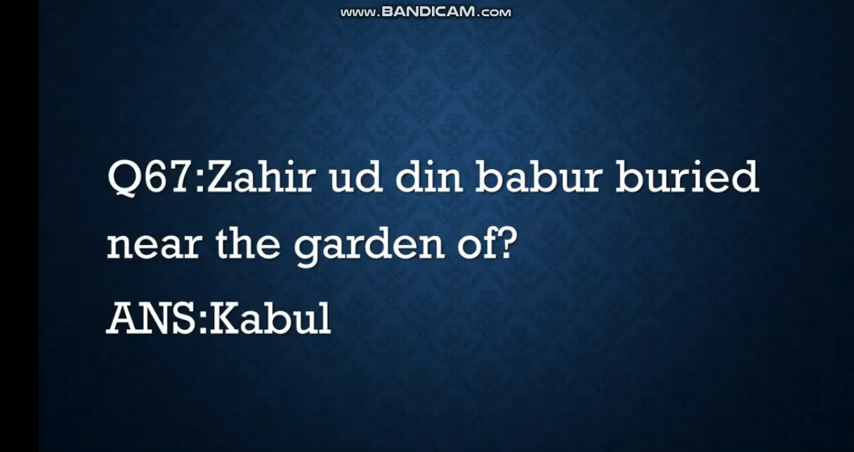 www.BANDICAM.com
Q67:Zahir ud din babur buried
near the garden of?
ANS:Kabul